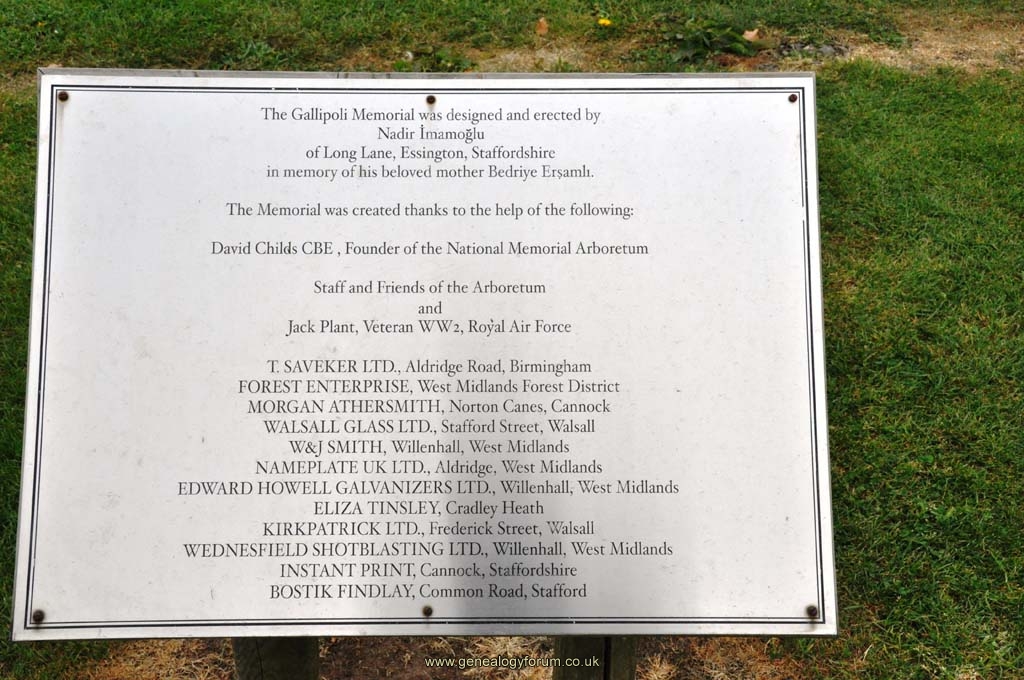 The Gallipoli Memorial was designed and erected by
Nadir İmamoğlu
of Long Lane, Essington, Staffordshire
in memory of his beloved mother Bedriye Erşamlı.
The Memorial was created thanks to the help of the following:
David Childs CBE , Founder of the National Memorial Arboretum
Staff and Friends of the Arboretum
and
Jack Plant, Veteran WW2, Royal Air Force
T. SAVEKER LTD., Aldridge Road, Birmingham
FOREST ENTERPRISE, West Midlands Forest District
MORGAN ATHERSMITH, Norton Canes, Cannock
WALSALL GLASS LTD., Stafford Street, Walsall
W&J SMITH, Willenhall, West Midlands
NAMEPLATE UK LTD., Aldridge, West Midlands
EDWARD HOWELL GALVANIZERS LTD., Willenhall, West Midlands
ELIZA TINSLEY, Cradley Heath
KIRKPATRICK LTD., Frederick Street, Walsall
WEDNESFIELD SHOTBLASTING LTD., Willenhall, West Midlands
INSTANT PRINT, Cannock, Staffordshire
BOSTIK FINDLAY, Common Road, Stafford
www.genealogyforum.co.uk